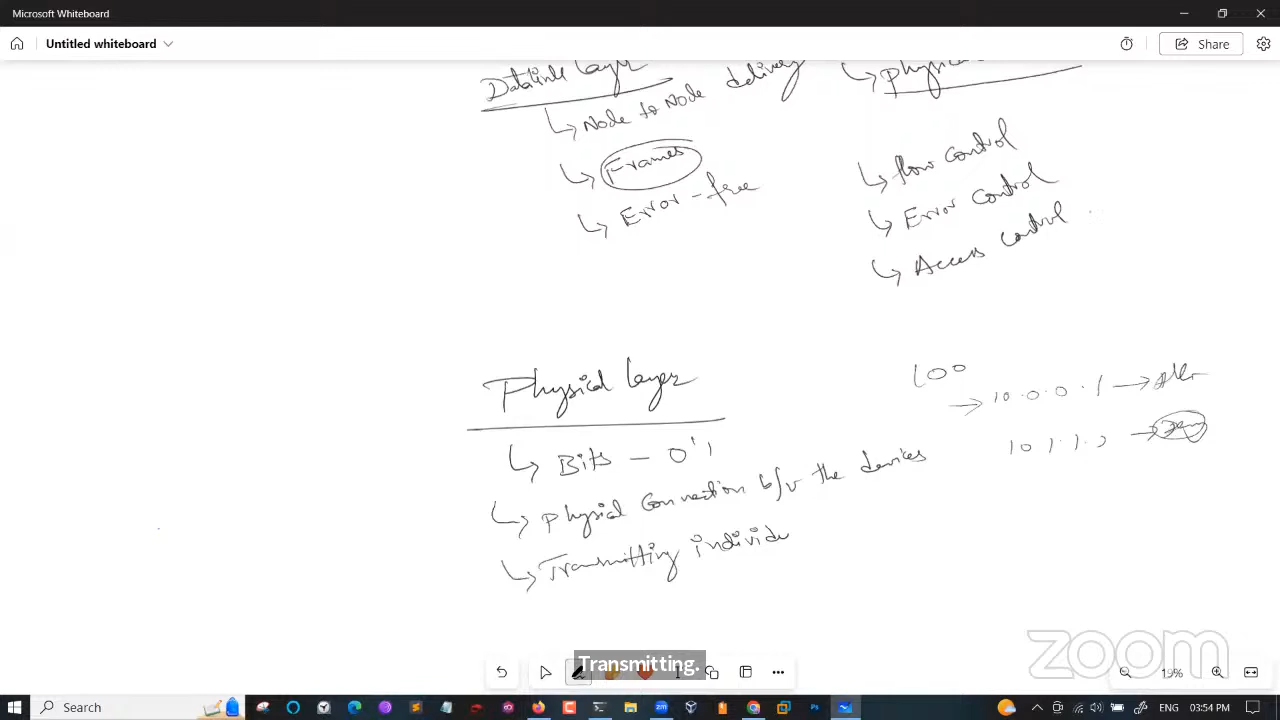 Microsoft Whiteboard
Untitled whiteboard
Share
Datalink layer
Node to Node delivery
Frames
Error-free
physical
flow control
Error control
Access control
Physical layer
Bits - 0's
physical connection b/w the devices
Transmitting individu
100
10.0.0.1
10.1.1.2
Transmitting.
zoom
19%
Search
03:54 PM